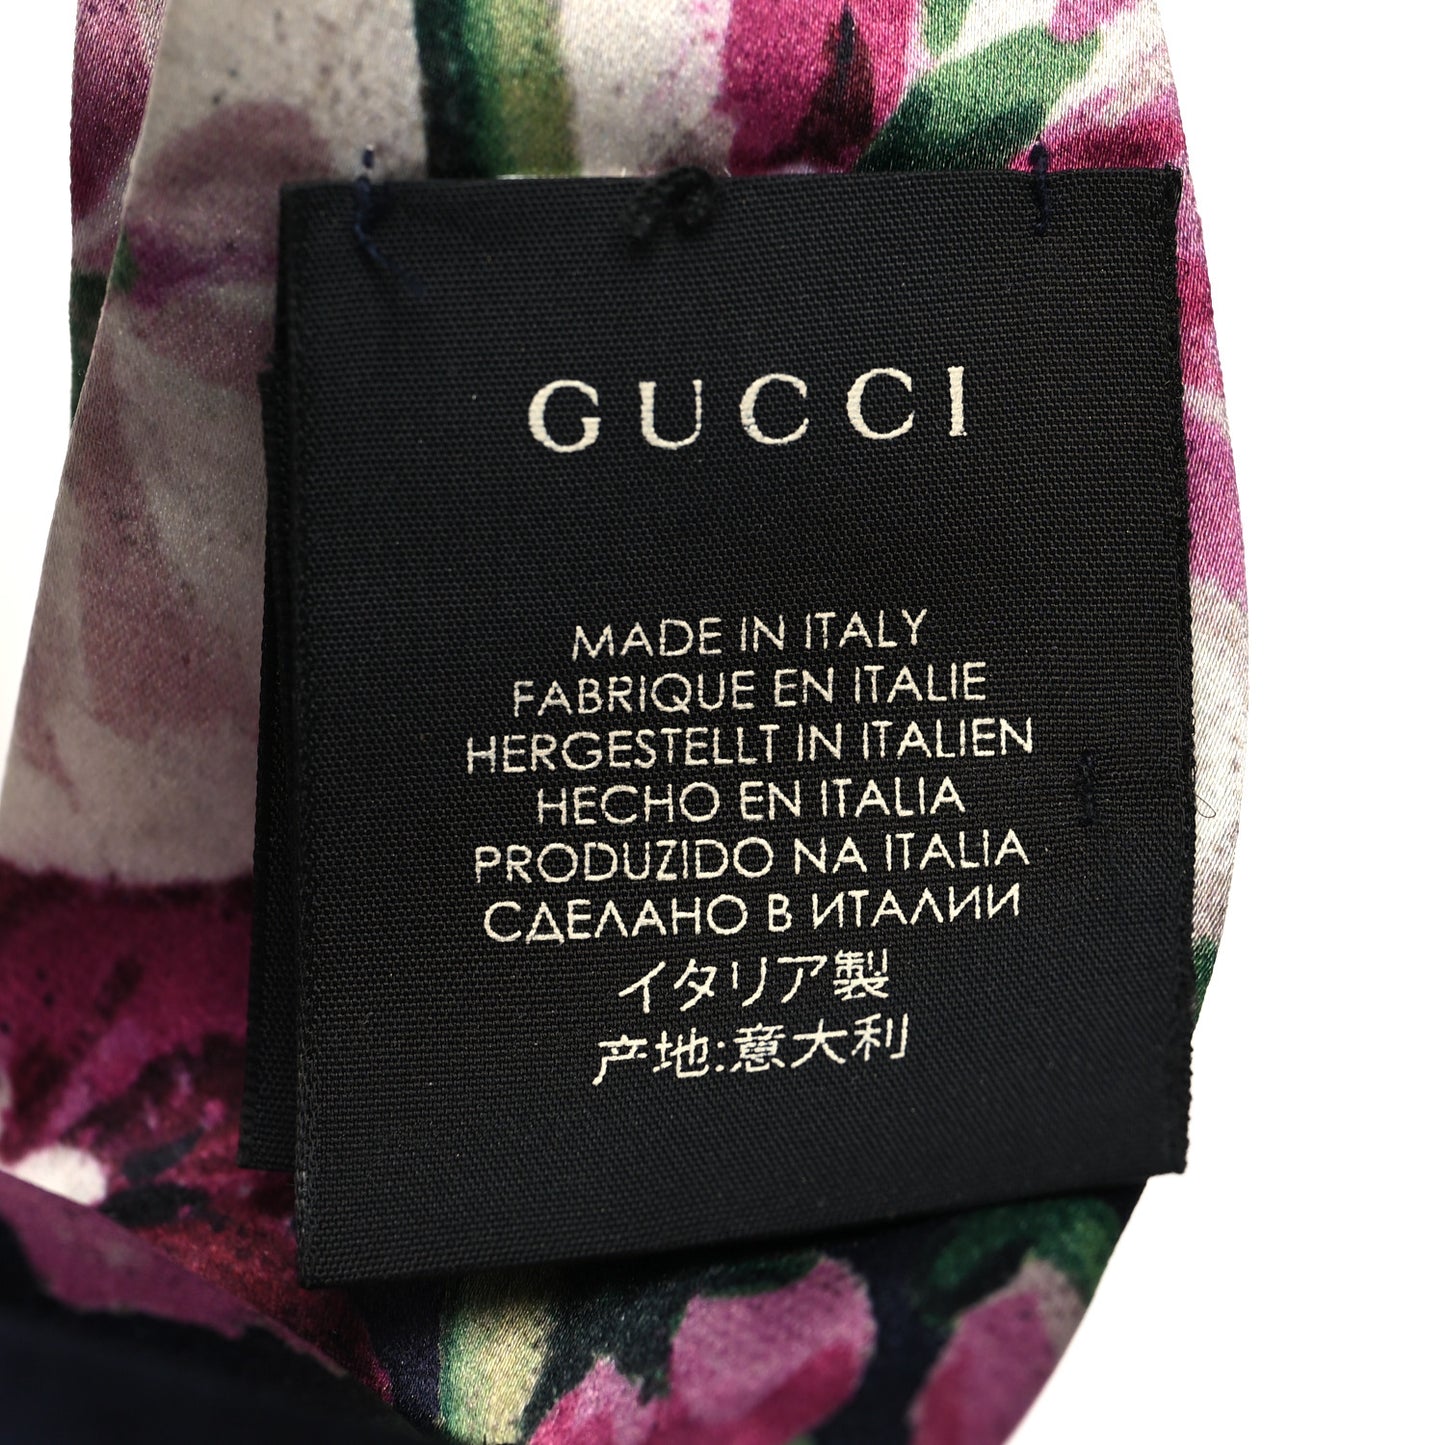 GUCCI
MADE IN ITALY
FABRIQUE EN ITALIE
HERGESTELLT IN ITALIEN
HECHO EN ITALIA
PRODUZIDO NA ITALIA
СДЕЛАНО В ИТАЛИИ
イタリア製
产地:意大利